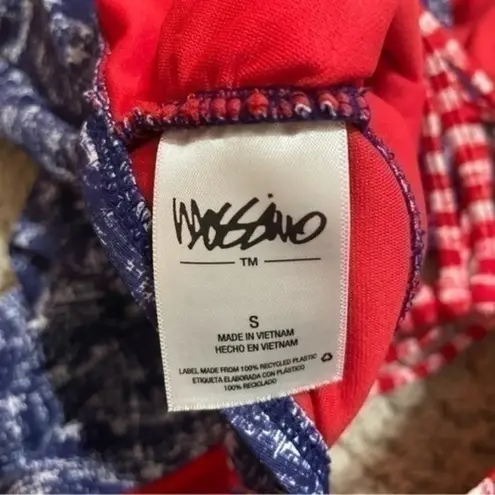 Mossimo
TM
S
MADE IN VIETNAM
HECHO EN VIETNAM
LABEL MADE FROM 100% RECYCLED PLASTIC
ETIQUETA ELABORADA CON PLÁSTICO
100% RECICLADO